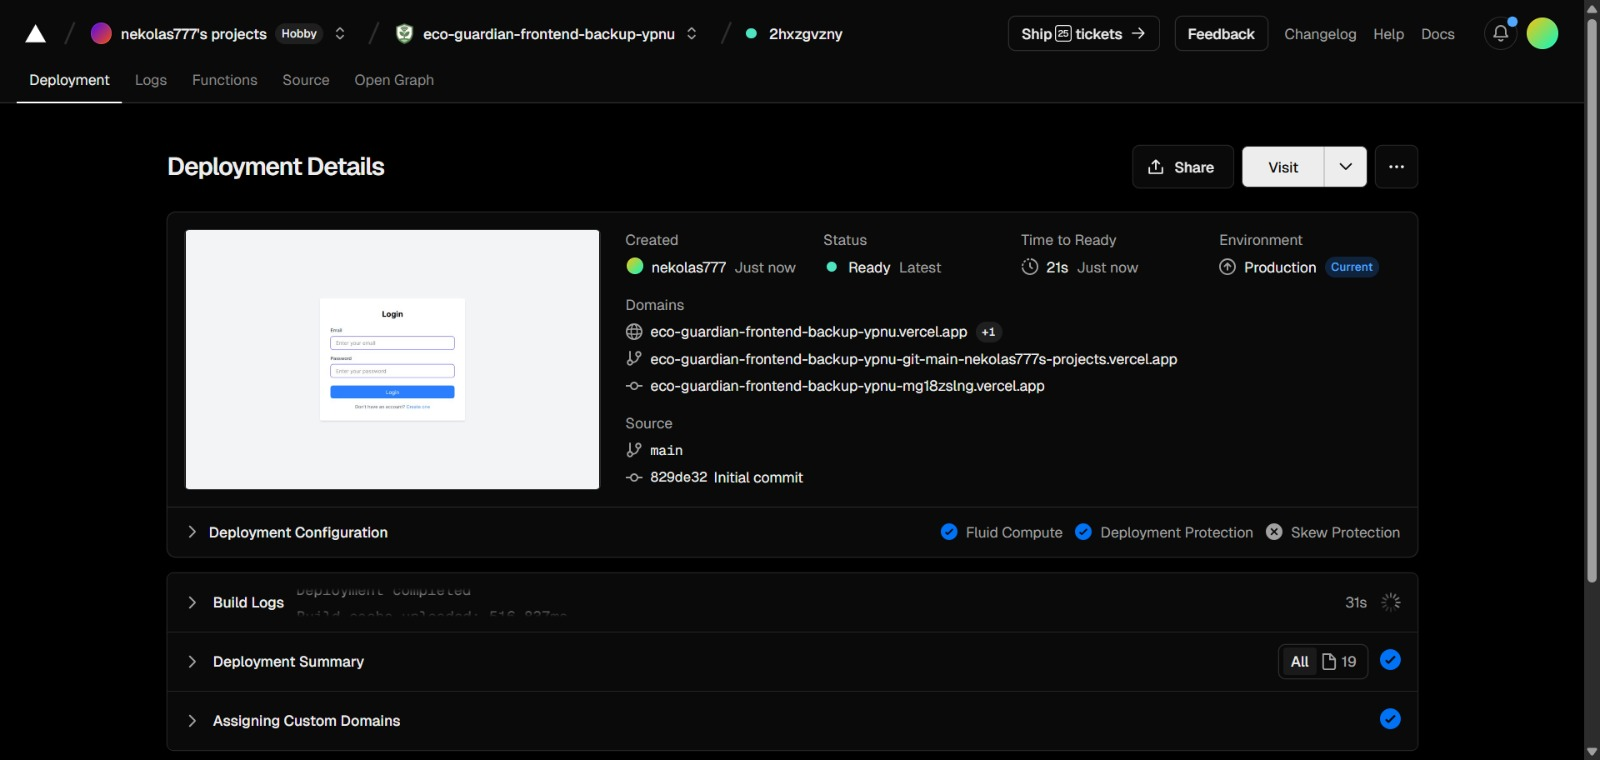 nekolas777's projects Hobby eco-guardian-frontend-backup-ypnu 2hxzgvzny Ship 25 tickets → Feedback Changelog Help Docs
Deployment Logs Functions Source Open Graph
Deployment Details Share Visit ...
Login
Email
Enter your email
Password
Enter your password
Login
Don't have an account? Create one
Created Status Time to Ready Environment
nekolas777 Just now Ready Latest 21s Just now Production Current
Domains
eco-guardian-frontend-backup-ypnu.vercel.app +1
eco-guardian-frontend-backup-ypnu-git-main-nekolas777s-projects.vercel.app
eco-guardian-frontend-backup-ypnu-mg18zslng.vercel.app
Source
main
829de32 Initial commit
Deployment Configuration Fluid Compute Deployment Protection Skew Protection
Deployment completed
Build Logs 31s
Build cache uploaded: 516.837ms
Deployment Summary All 19
Assigning Custom Domains